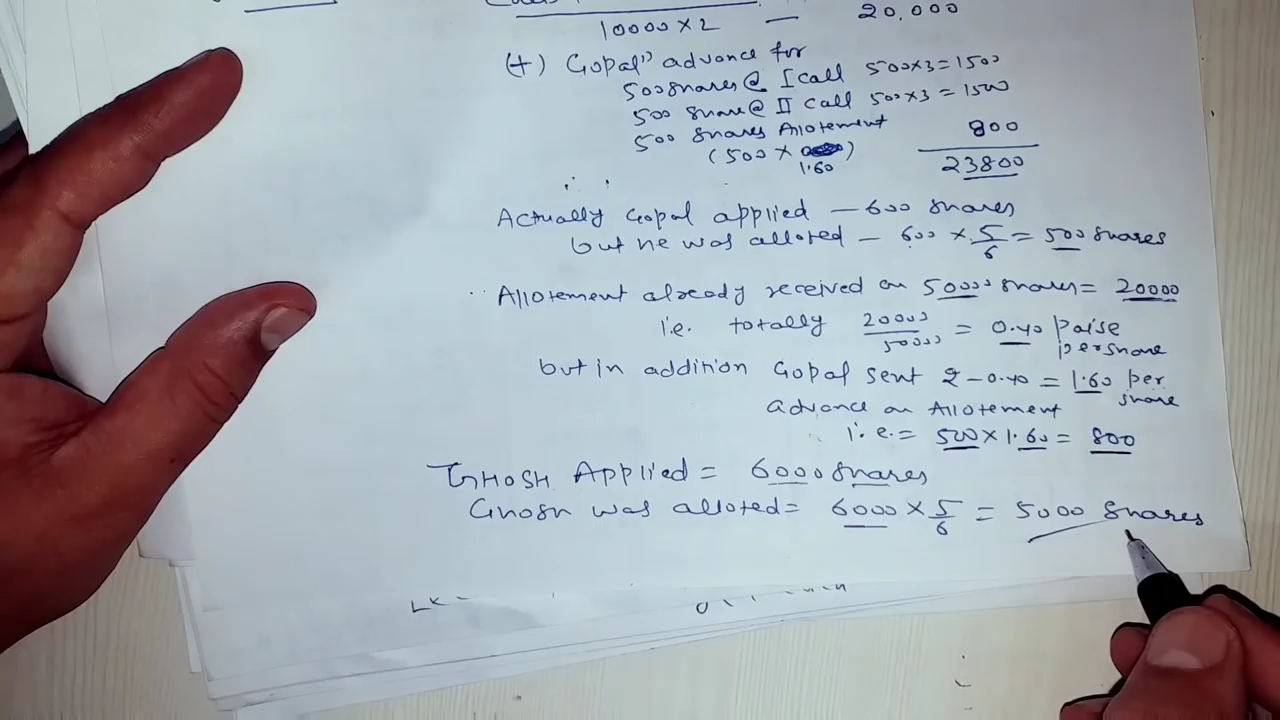 10000 X 2 — 20,000
(+) Gopal" advance for
500 Shares @ I call 500X3 = 1500
500 Share @ II Call 500X3 = 1500
500 Shares Allotement 800
(500 X )
1.60
23800
Actually Gopal applied — 600 Shares
but he was alloted — 600 X 5/6 = 500 Shares
Allotement already received on 50000 Shares = 20000
i.e. totally 20000/50000 = 0.40 paise
per share
but in addition Gopal sent 2 - 0.40 = 1.60 per
share
advance on Allotement
i.e. = 500 X 1.60 = 800
GHOSH Applied = 6000 Shares
Ghosh was alloted = 6000 X 5/6 = 5000 Shares